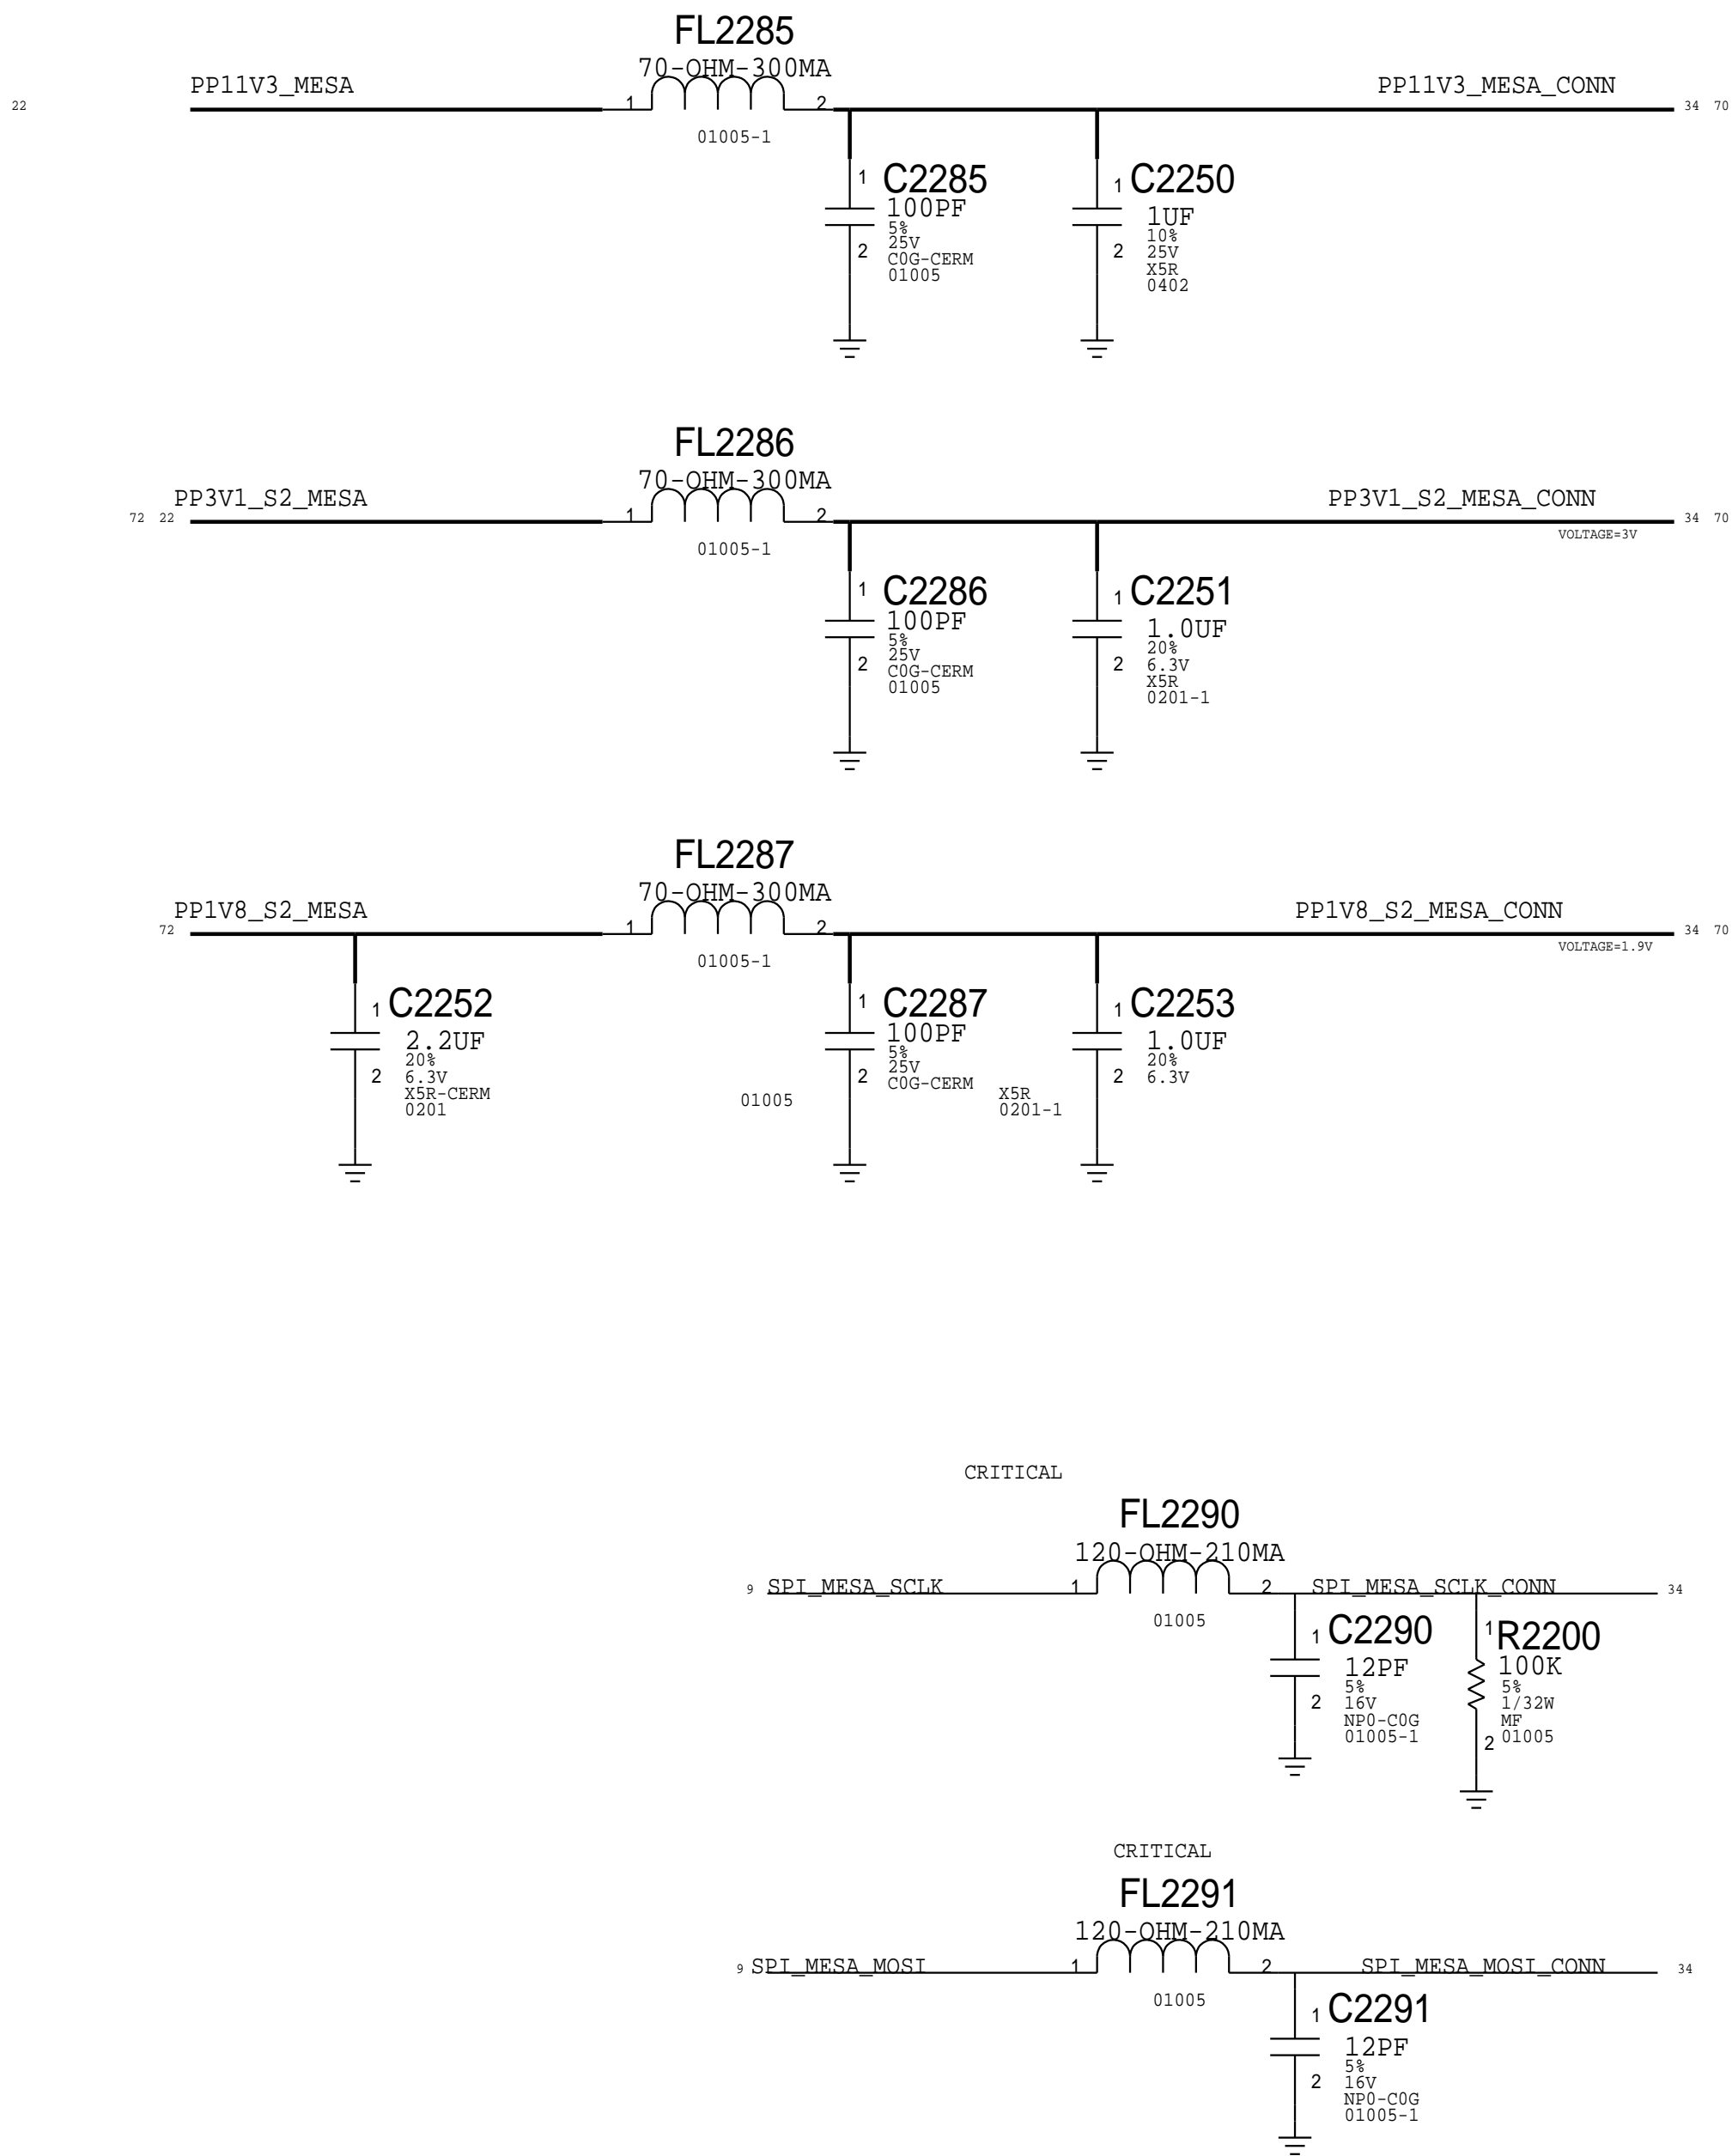 FL2285
70-OHM-300MA
PP11V3_MESA
PP11V3_MESA_CONN
22
1
2
34 70
01005-1
1
C2285
100PF
5%
25V
C0G-CERM
01005
2
1
C2250
1UF
10%
25V
X5R
0402
2
FL2286
70-OHM-300MA
PP3V1_S2_MESA
PP3V1_S2_MESA_CONN
72 22
1
2
34 70
VOLTAGE=3V
01005-1
1
C2286
100PF
5%
25V
C0G-CERM
01005
2
1
C2251
1.0UF
20%
6.3V
X5R
0201-1
2
FL2287
70-OHM-300MA
PP1V8_S2_MESA
PP1V8_S2_MESA_CONN
72
1
2
34 70
VOLTAGE=1.9V
01005-1
1
C2252
2.2UF
20%
6.3V
X5R-CERM
0201
2
1
C2287
100PF
5%
25V
C0G-CERM
01005
2
1
C2253
1.0UF
20%
6.3V
X5R
0201-1
2
CRITICAL
FL2290
120-OHM-210MA
9 SPI_MESA_SCLK
1
2
SPI_MESA_SCLK_CONN
34
01005
1
C2290
12PF
5%
16V
NP0-C0G
01005-1
2
1
R2200
100K
5%
1/32W
MF
01005
2
CRITICAL
FL2291
120-OHM-210MA
9 SPI_MESA_MOSI
1
2
SPI_MESA_MOSI_CONN
34
01005
1
C2291
12PF
5%
16V
NP0-C0G
01005-1
2